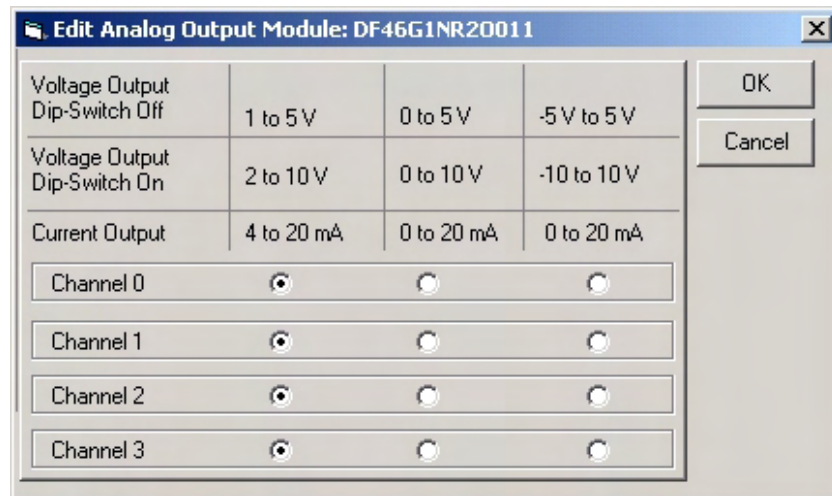 Edit Analog Output Module: DF46G1NR2O011
Voltage Output
Dip-Switch Off
1 to 5 V
0 to 5 V
-5 V to 5 V
Voltage Output
Dip-Switch On
2 to 10 V
0 to 10 V
-10 to 10 V
Current Output
4 to 20 mA
0 to 20 mA
0 to 20 mA
Channel 0
Channel 1
Channel 2
Channel 3
OK
Cancel